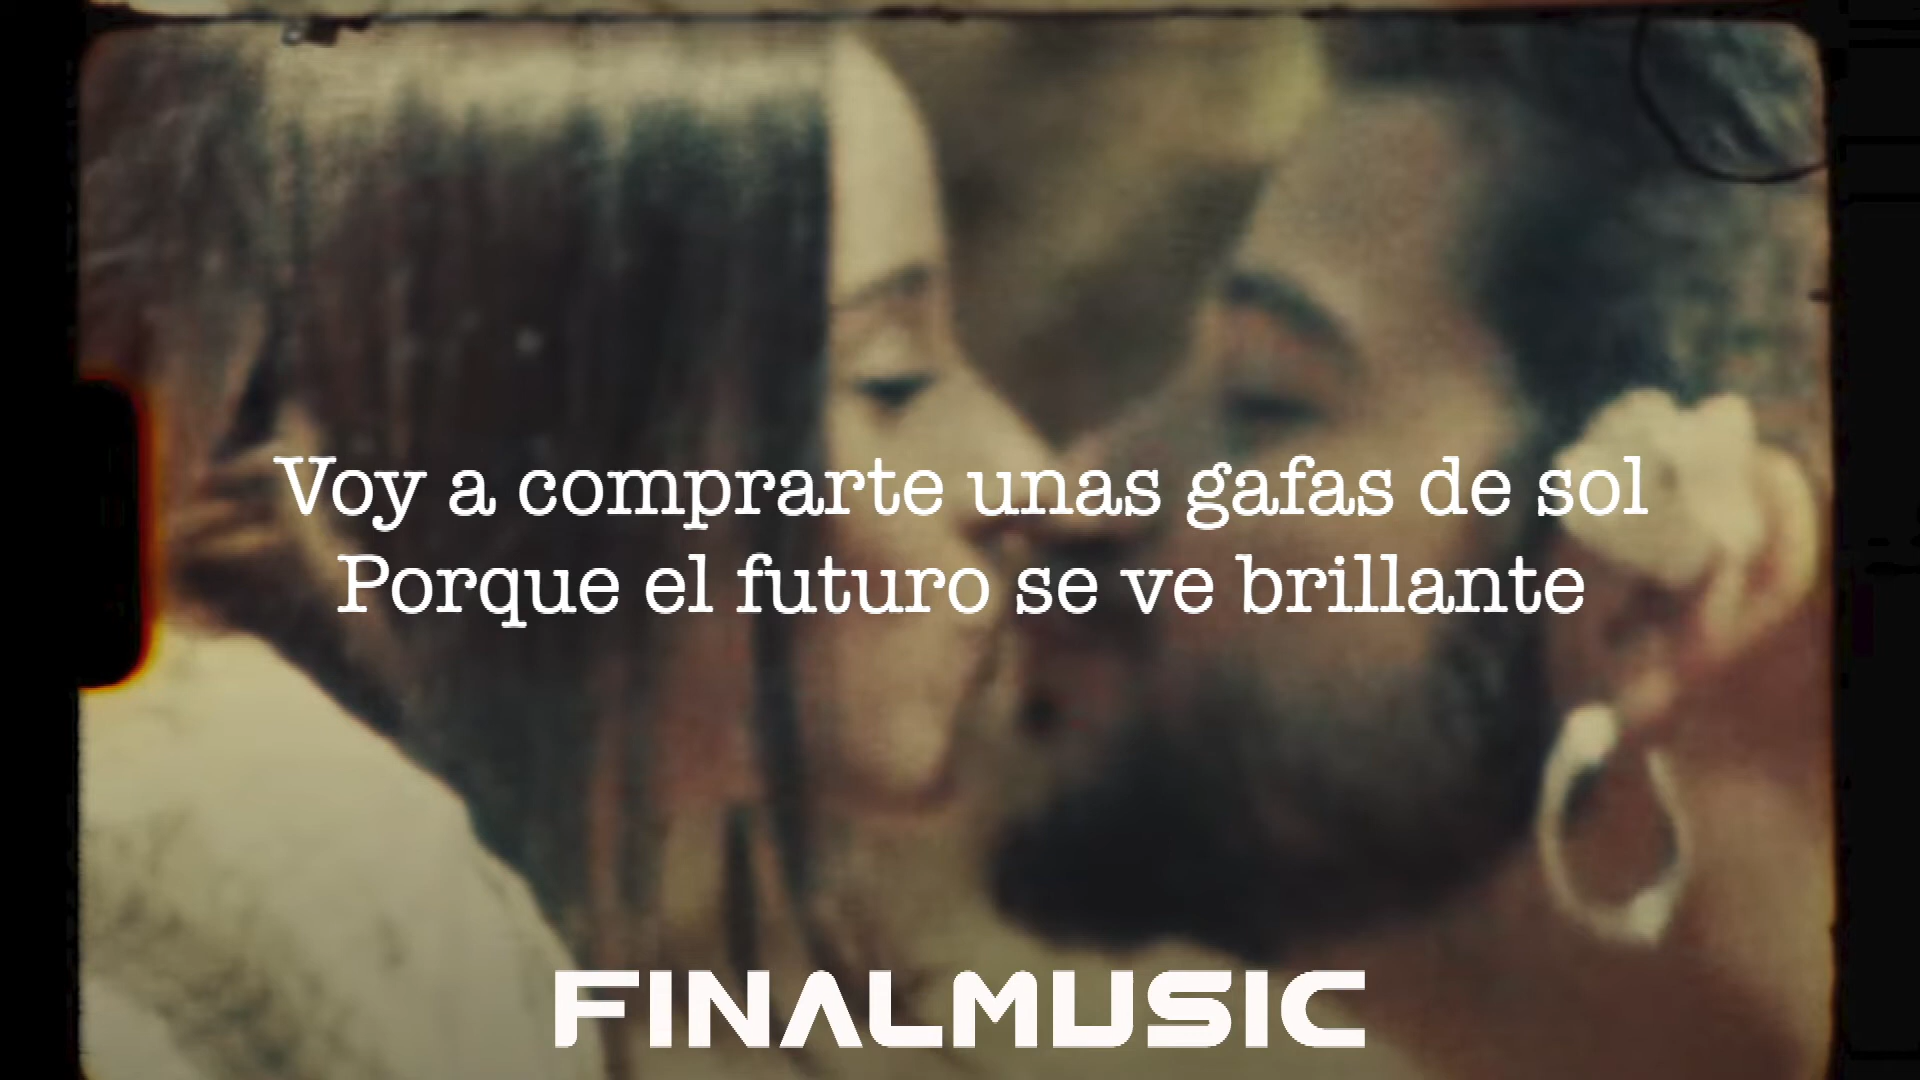 Voy a comprarte unas gafas de sol
Porque el futuro se ve brillante
FINALMUSIC